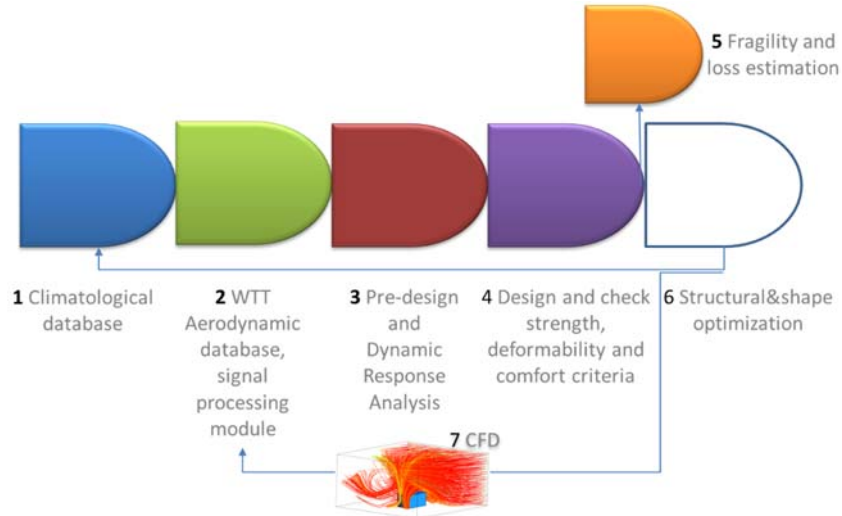 5 Fragility and
loss estimation
1 Climatological
database
2 WTT
Aerodynamic
database,
signal
processing
module
3 Pre-design
and
Dynamic
Response
Analysis
4 Design and check
strength,
deformability and
comfort criteria
6 Structural&shape
optimization
7 CFD